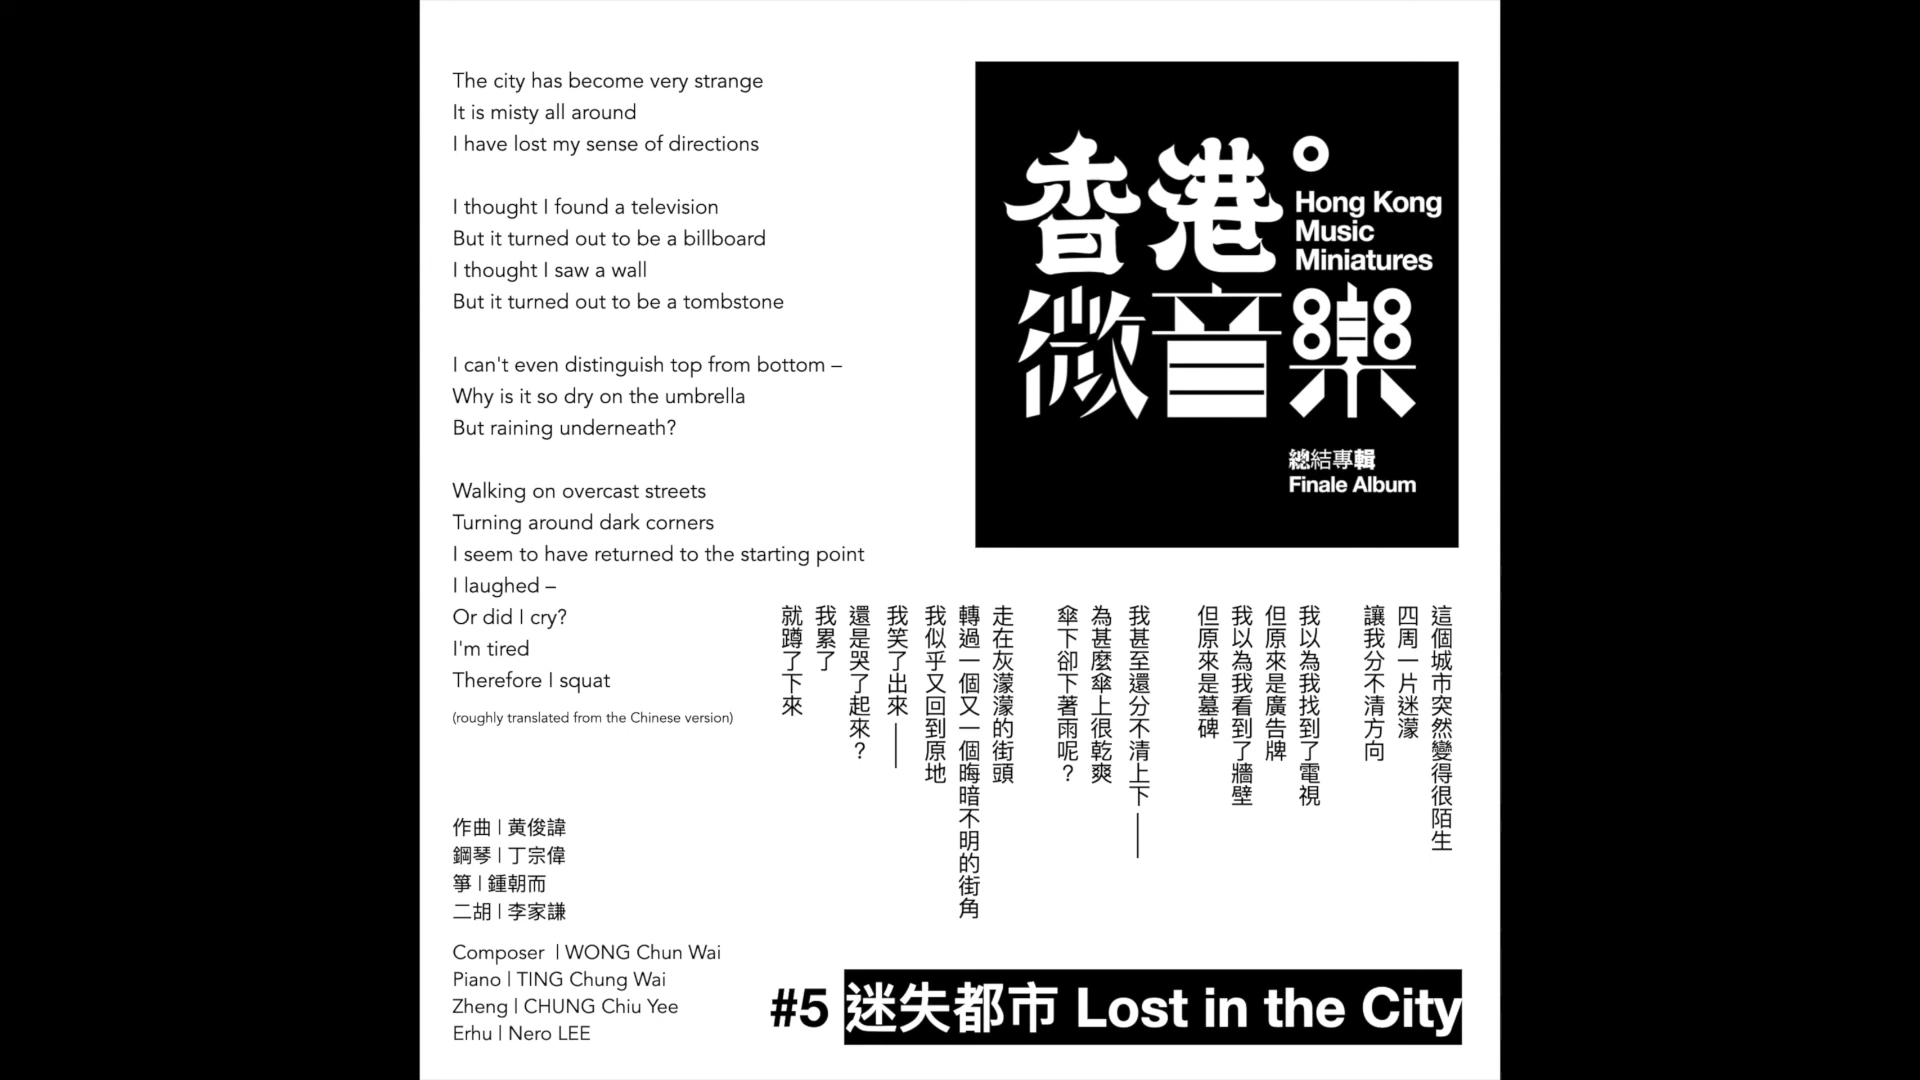 The city has become very strange
It is misty all around
I have lost my sense of directions
I thought I found a television
But it turned out to be a billboard
I thought I saw a wall
But it turned out to be a tombstone
I can't even distinguish top from bottom –
Why is it so dry on the umbrella
But raining underneath?
Walking on overcast streets
Turning around dark corners
I seem to have returned to the starting point
I laughed –
Or did I cry?
I'm tired
Therefore I squat
(roughly translated from the Chinese version)
香港
Hong Kong
Music
Miniatures
微音樂
總結專輯
Finale Album
這個城市突然變得很陌生
四周一片迷濛
讓我分不清方向
我以為我找到了電視
但原來是廣告牌
我以為我看到了牆壁
但原來是墓碑
我甚至還分不清上下——
為甚麼傘上很乾爽
傘下卻下著雨呢？
走在灰濛濛的街頭
轉過一個又一個晦暗不明的街角
我似乎又回到原地
我笑了出來——
還是哭了起來？
我累了
就蹲了下來
作曲 | 黃俊諱
鋼琴 | 丁宗偉
箏 | 鍾朝而
二胡 | 李家謙
Composer | WONG Chun Wai
Piano | TING Chung Wai
Zheng | CHUNG Chiu Yee
Erhu | Nero LEE
#5 迷失都市 Lost in the City